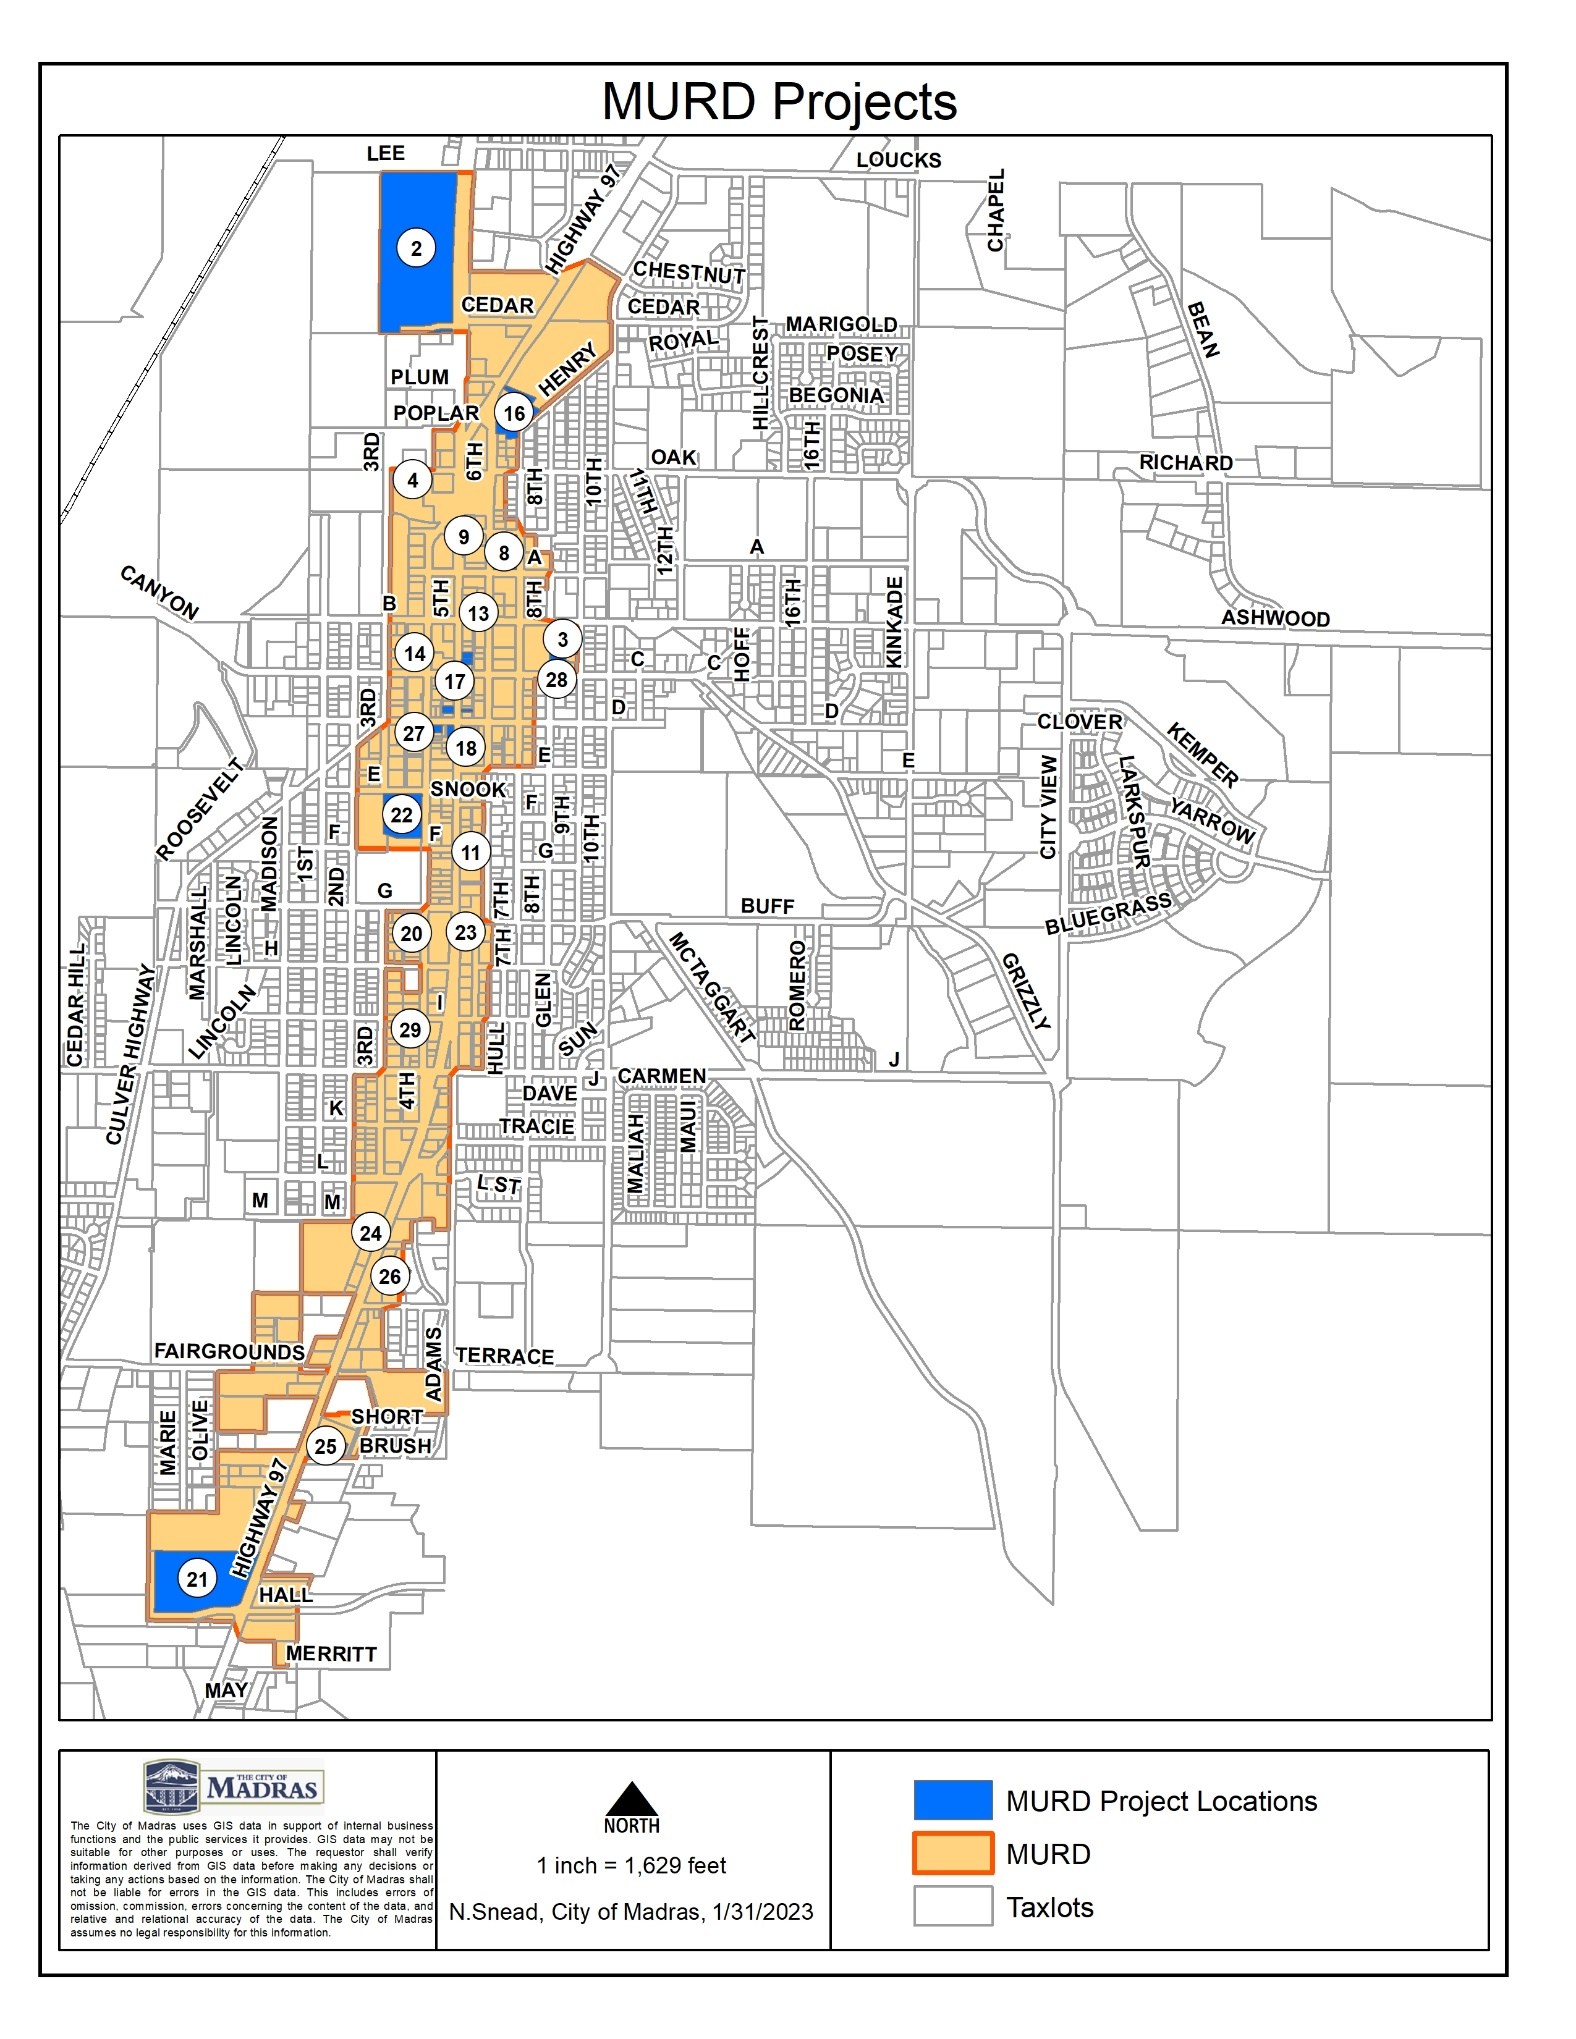 MURD Projects
LEE
LOUCKS
HIGHWAY 97
CHAPEL
2
CHESTNUT
CEDAR
CEDAR
BEAN
MARIGOLD
ROYAL
HILLCREST
POSEY
HENRY
PLUM
BEGONIA
POPLAR
16
3RD
6TH
16TH
OAK
RICHARD
4
8TH
10TH
11TH
9
8
A
12TH
A
CANYON
B
5TH
8TH
13
16TH
KINKADE
ASHWOOD
3
14
C
C
HOFF
17
28
3RD
D
D
ROOSEVELT
27
18
E
E
CLOVER
KEMPER
E
SNOOK
CITY VIEW
LARKSPUR
YARROW
22
F
9TH
10TH
F
F
MADISON
1ST
2ND
11
G
G
7TH
8TH
BUFF
BLUEGRASS
MARSHALL
LINCOLN
H
20
23
7TH
MCTAGGART
ROMERO
GRIZZLY
CEDAR HILL
CULVER HIGHWAY
LINCOLN
I
GLEN
3RD
29
HULL
SUN
J
J
CARMEN
4TH
DAVE
K
TRACIE
MALIAH
MAUI
L
L ST
M
M
24
26
FAIRGROUNDS
ADAMS
TERRACE
MARIE
OLIVE
SHORT
25
BRUSH
HIGHWAY 97
21
HALL
MERRITT
MAY
THE CITY OF
MADRAS
The City of Madras uses GIS data in support of internal business
functions and the public services it provides. GIS data may not be
suitable for other purposes or uses. The requestor shall verify
information derived from GIS data before making any decisions or
taking any actions based on the information. The City of Madras shall
not be liable for errors in the GIS data. This includes errors of
omission, commission, errors concerning the content of the data, and
relative and relational accuracy of the data. The City of Madras
assumes no legal responsibility for this information.
NORTH
1 inch = 1,629 feet
N.Snead, City of Madras, 1/31/2023
MURD Project Locations
MURD
Taxlots